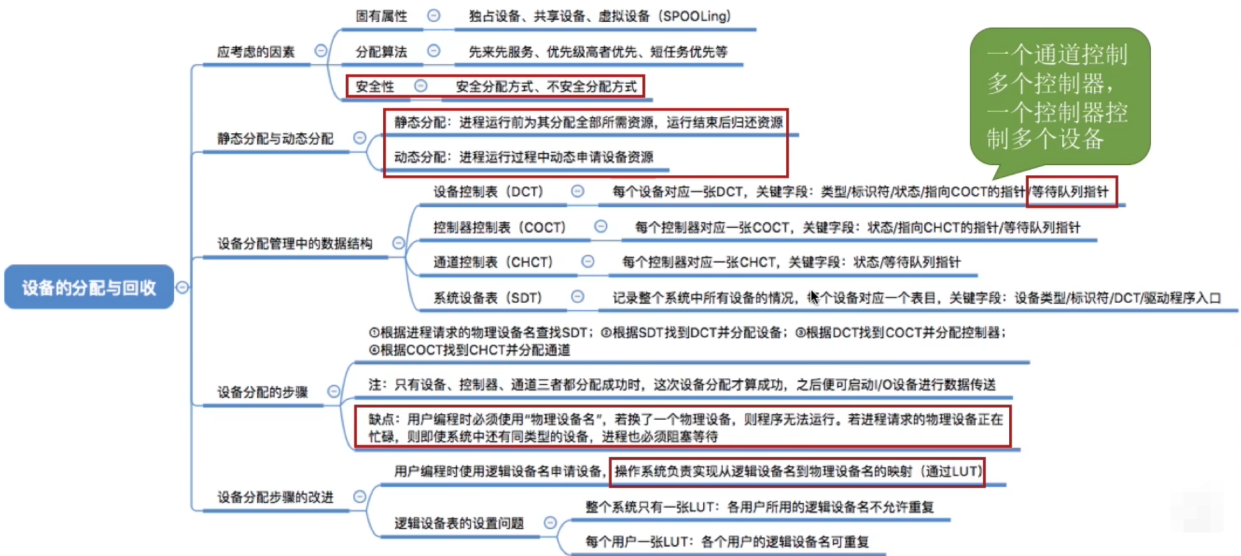 固有属性
独占设备、共享设备、虚拟设备（SPOOLing）
应考虑的因素
分配算法
先来先服务、优先级高者优先、短任务优先等
安全性
安全分配方式、不安全分配方式
一个通道控制
多个控制器，
一个控制器控
制多个设备
静态分配与动态分配
静态分配：进程运行前为其分配全部所需资源，运行结束后归还资源
动态分配：进程运行过程中动态申请设备资源
设备分配管理中的数据结构
设备控制表（DCT）
每个设备对应一张DCT，关键字段：类型/标识符/状态/指向COCT的指针/等待队列指针
控制器控制表（COCT）
每个控制器对应一张COCT，关键字段：状态/指向CHCT的指针/等待队列指针
通道控制表（CHCT）
每个控制器对应一张CHCT，关键字段：状态/等待队列指针
系统设备表（SDT）
记录整个系统中所有设备的情况，每个设备对应一个表目，关键字段：设备类型/标识符/DCT/驱动程序入口
设备的分配与回收
设备分配的步骤
①根据进程请求的物理设备名查找SDT；②根据SDT找到DCT并分配设备；③根据DCT找到COCT并分配控制器；
④根据COCT找到CHCT并分配通道
注：只有设备、控制器、通道三者都分配成功时，这次设备分配才算成功，之后便可启动I/O设备进行数据传送
缺点：用户编程时必须使用“物理设备名”，若换了一个物理设备，则程序无法运行。若进程请求的物理设备正在
忙碌，则即使系统中还有同类型的设备，进程也必须阻塞等待
设备分配步骤的改进
用户编程时使用逻辑设备名申请设备，操作系统负责实现从逻辑设备名到物理设备名的映射（通过LUT）
逻辑设备表的设置问题
整个系统只有一张LUT：各用户所用的逻辑设备名不允许重复
每个用户一张LUT：各个用户的逻辑设备名可重复